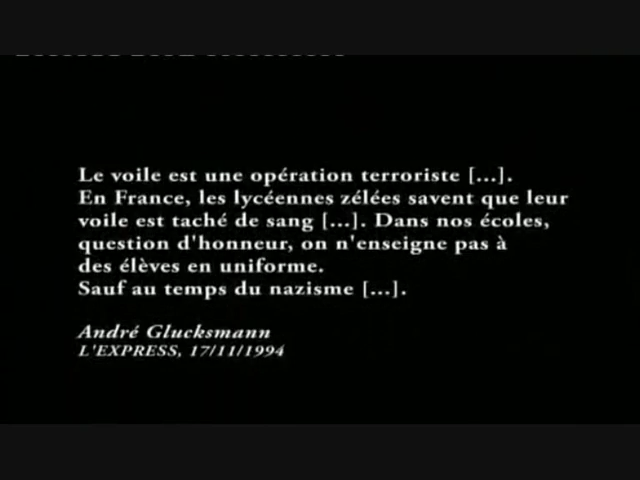 Le voile est une opération terroriste [...].
En France, les lycéennes zélées savent que leur
voile est taché de sang [...]. Dans nos écoles,
question d'honneur, on n'enseigne pas à
des élèves en uniforme.
Sauf au temps du nazisme [...].
André Glucksmann
L'EXPRESS, 17/11/1994